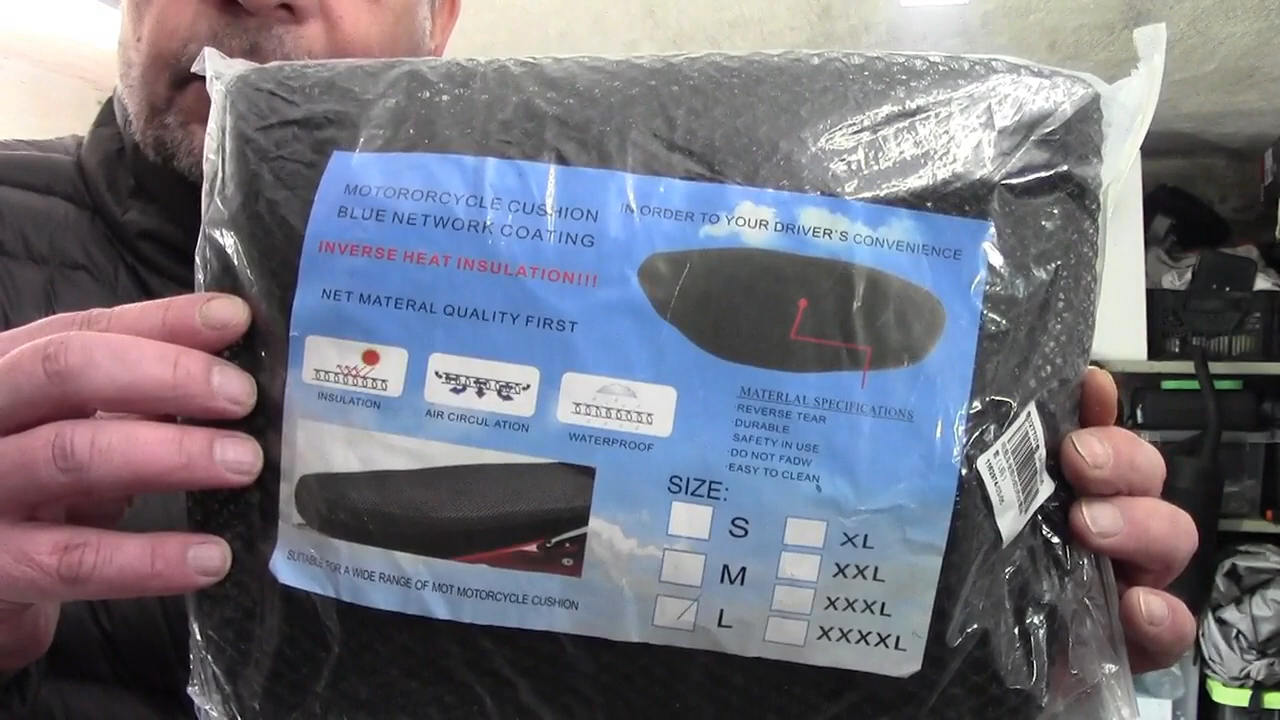 MOTORORCYCLE CUSHION
BLUE NETWORK COATING
INVERSE HEAT INSULATION!!!
NET MATERAL QUALITY FIRST
INSULATION
AIR CIRCULATION
WATERPROOF
SUITABLE FOR A WIDE RANGE OF MOT MOTORCYCLE CUSHION
IN ORDER TO YOUR DRIVER'S CONVENIENCE
MATERLAL SPECIFICATIONS
·REVERSE TEAR
·DURABLE
SAFETY IN USE
·DO NOT FADW
·EASY TO CLEAN
SIZE:
S
M
L
XL
XXL
XXXL
XXXXL